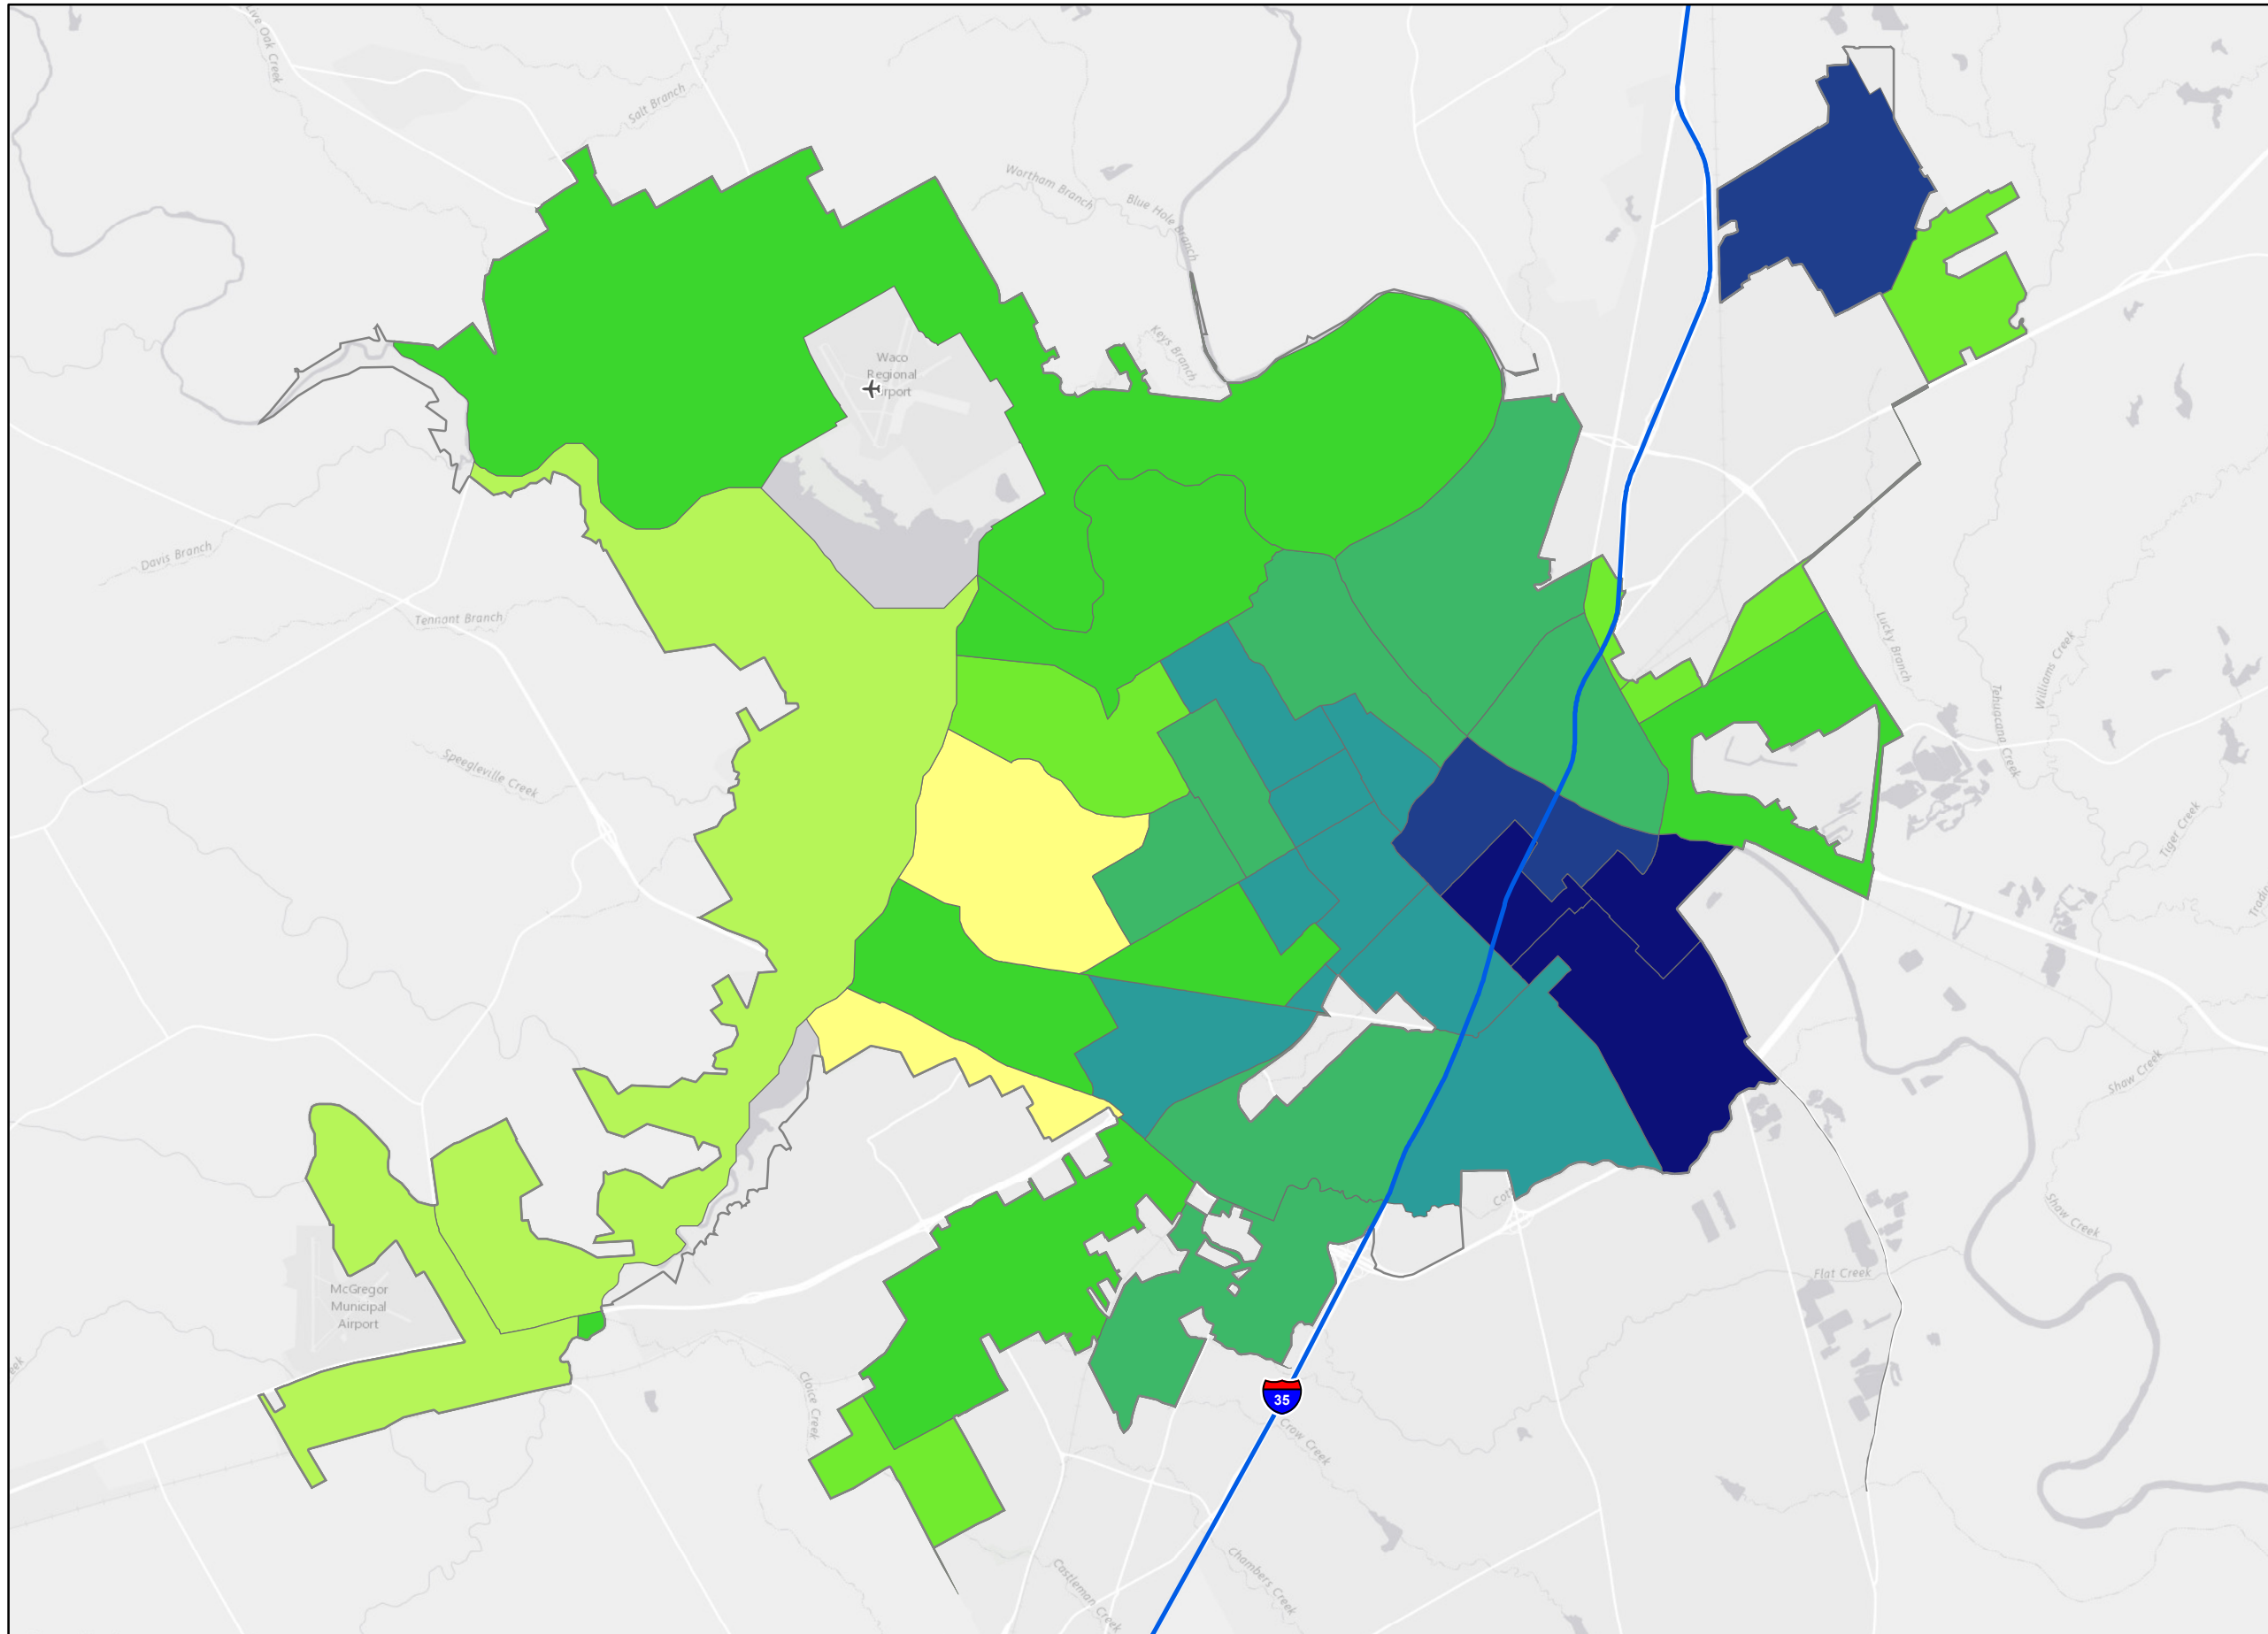 Live Oak Creek
Salt Branch
Wortham Branch
Blue Hole Branch
Keys Branch
Waco
Regional
Airport
Davis Branch
Tennant Branch
Speegleville Creek
Lucky Branch
Williams Creek
Tehuacana Creek
Tiger Creek
Shaw Creek
Shaw Creek
Flat Creek
McGregor
Municipal
Airport
Cloice Creek
35
Crow Creek
Castleman Creek
Chambers Creek